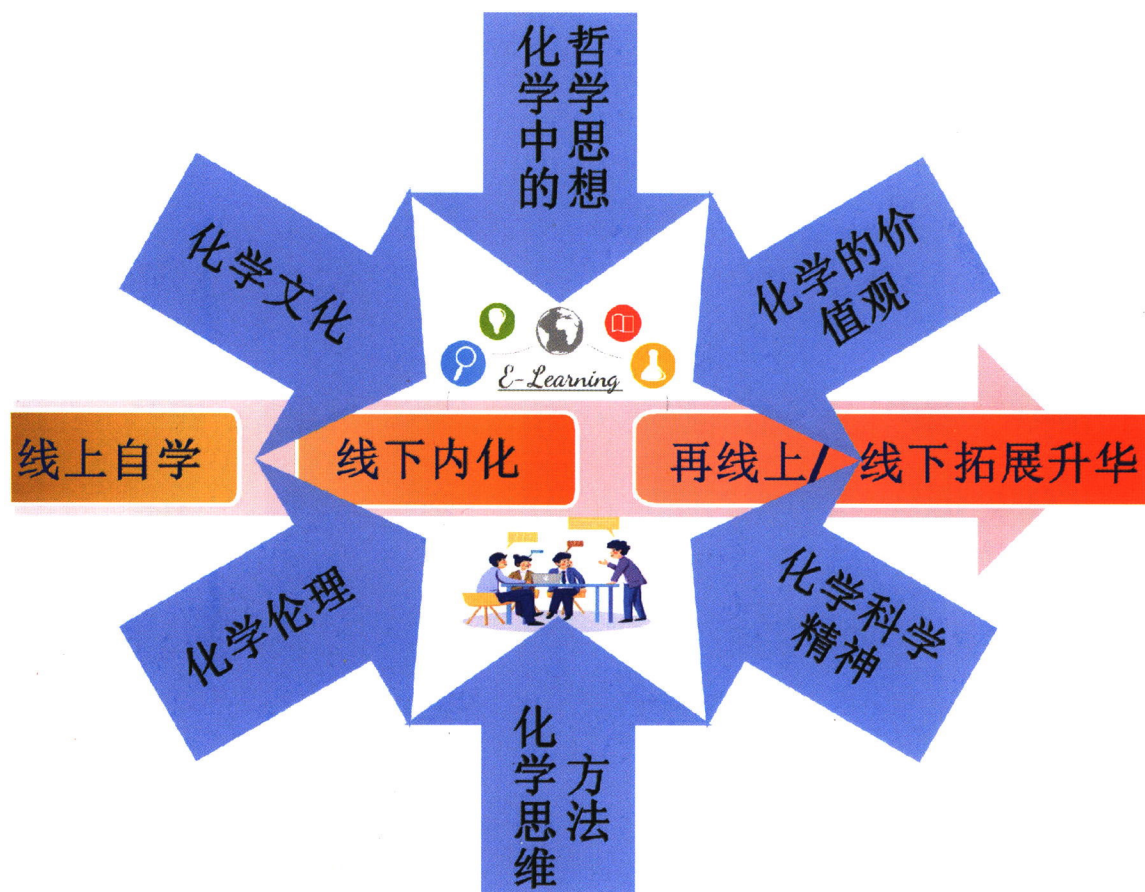 化学中的
哲学思想
化学文化
化学的价
值观
E-Learning
线上自学
线下内化
再线上/线下拓展升华
化学伦理
化学科学
精神
化学思维
方法